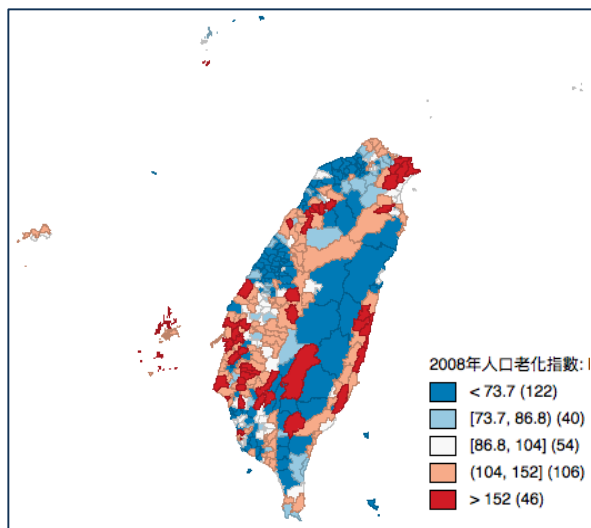 2008年人口老化指數:
< 73.7 (122)
[73.7, 86.8) (40)
[86.8, 104] (54)
(104, 152] (106)
> 152 (46)